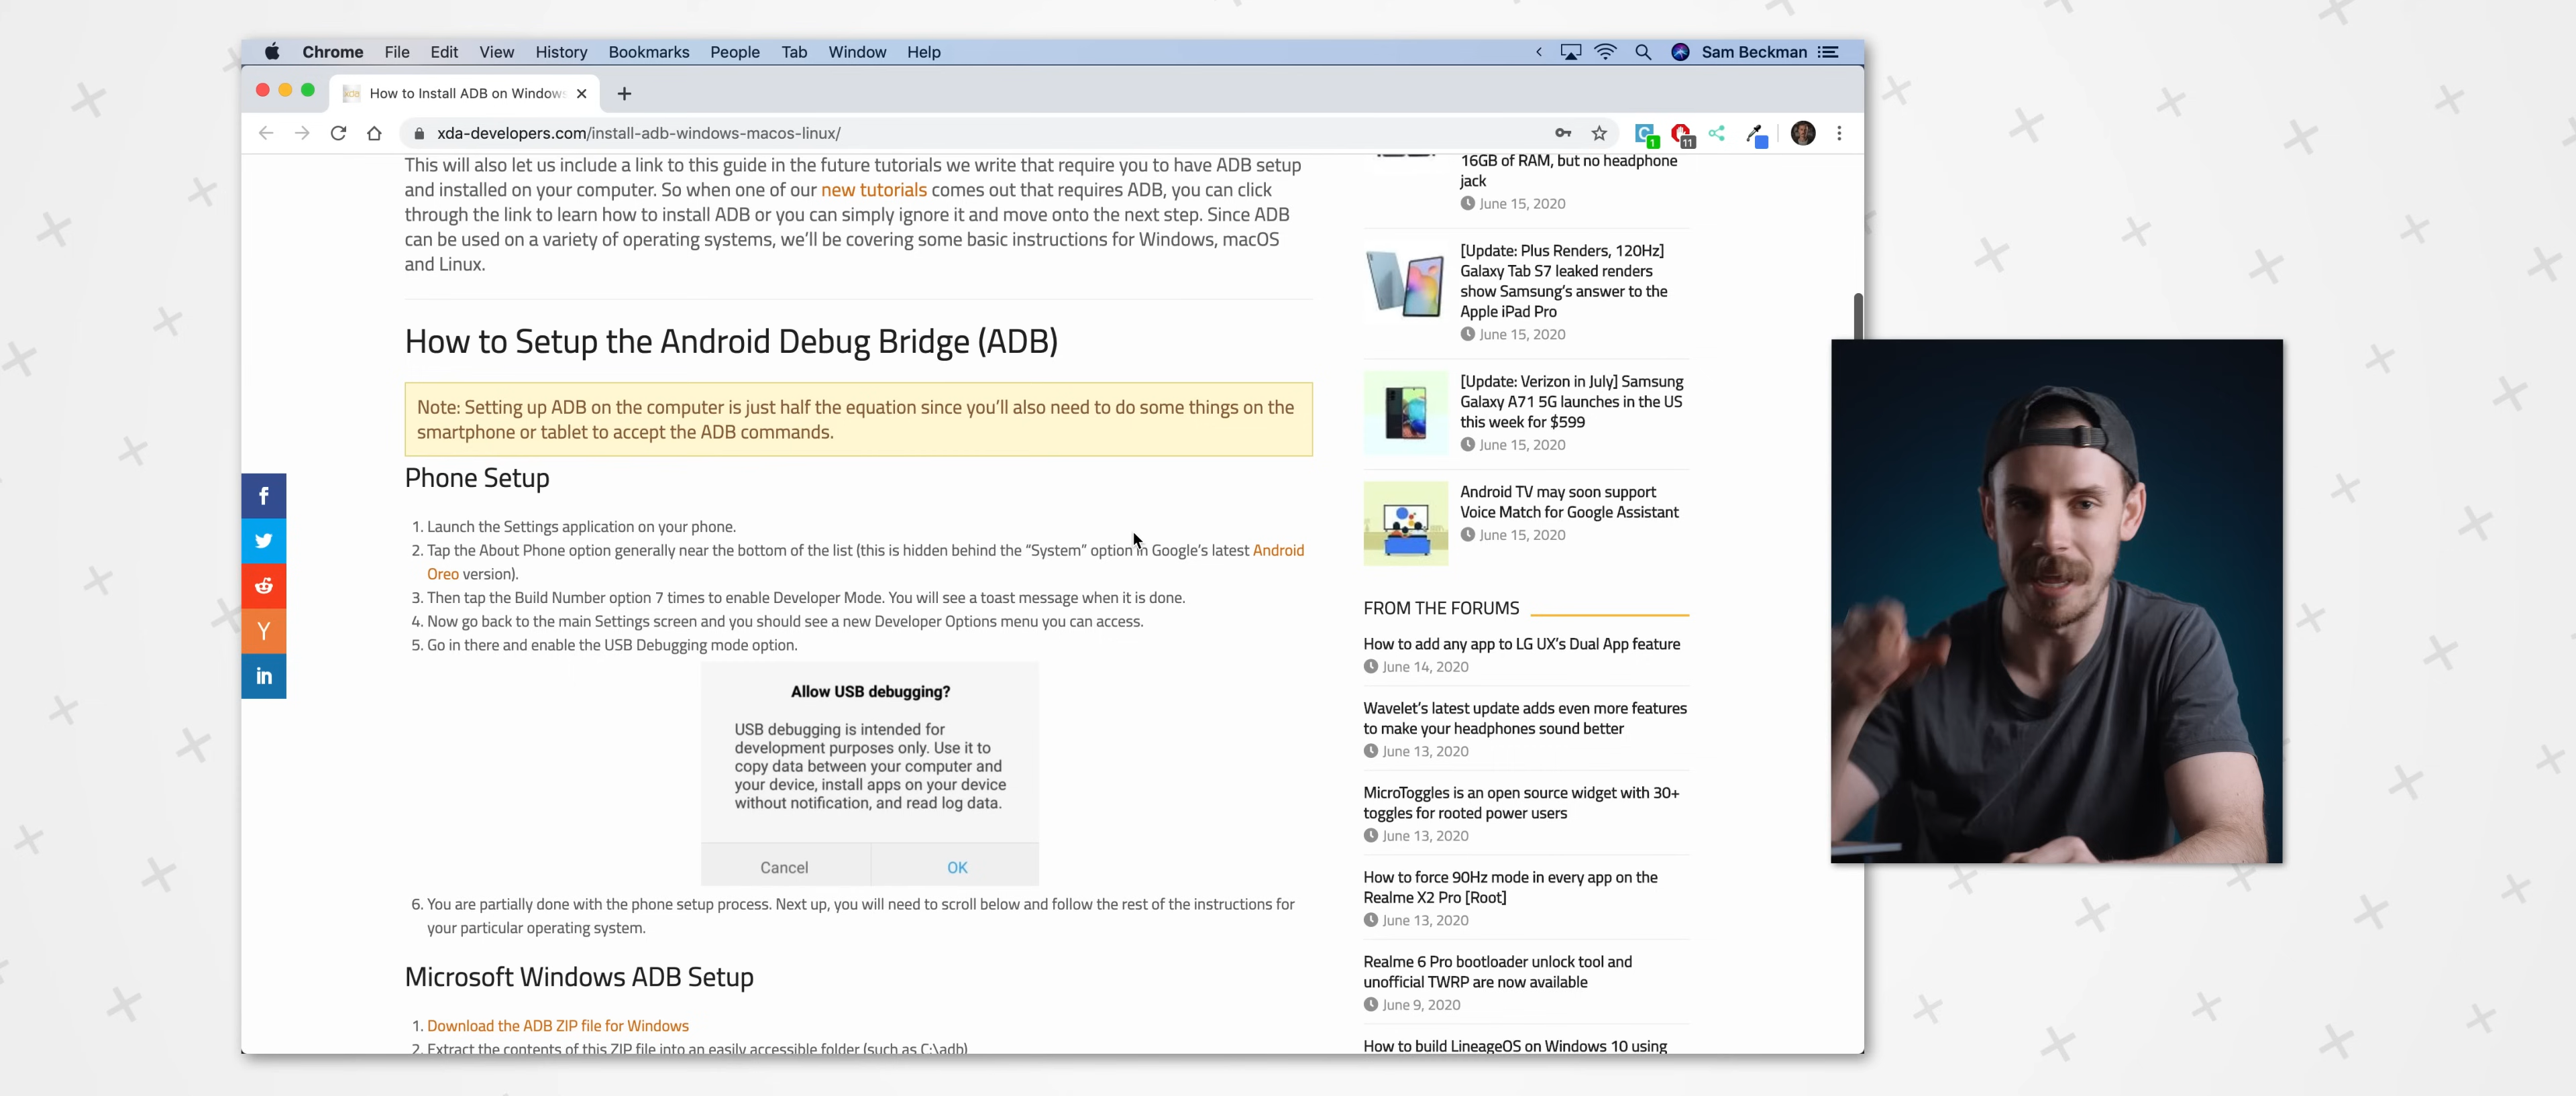 Chrome File Edit View History Bookmarks People Tab Window Help
Sam Beckman
How to Install ADB on Window
xda-developers.com/install-adb-windows-macos-linux/
1
11
This will also let us include a link to this guide in the future tutorials we write that require you to have ADB setup
and installed on your computer. So when one of our new tutorials comes out that requires ADB, you can click
through the link to learn how to install ADB or you can simply ignore it and move onto the next step. Since ADB
can be used on a variety of operating systems, we'll be covering some basic instructions for Windows, macOS
and Linux.
How to Setup the Android Debug Bridge (ADB)
Note: Setting up ADB on the computer is just half the equation since you'll also need to do some things on the
smartphone or tablet to accept the ADB commands.
Phone Setup
1. Launch the Settings application on your phone.
2. Tap the About Phone option generally near the bottom of the list (this is hidden behind the “System” option in Google's latest Android
Oreo version).
3. Then tap the Build Number option 7 times to enable Developer Mode. You will see a toast message when it is done.
4. Now go back to the main Settings screen and you should see a new Developer Options menu you can access.
5. Go in there and enable the USB Debugging mode option.
Allow USB debugging?
USB debugging is intended for
development purposes only. Use it to
copy data between your computer and
your device, install apps on your device
without notification, and read log data.
Cancel OK
6. You are partially done with the phone setup process. Next up, you will need to scroll below and follow the rest of the instructions for
your particular operating system.
Microsoft Windows ADB Setup
1. Download the ADB ZIP file for Windows
2. Extract the contents of this ZIP file into an easily accessible folder (such as C:\adb)
16GB of RAM, but no headphone
jack
June 15, 2020
[Update: Plus Renders, 120Hz]
Galaxy Tab S7 leaked renders
show Samsung's answer to the
Apple iPad Pro
June 15, 2020
[Update: Verizon in July] Samsung
Galaxy A71 5G launches in the US
this week for $599
June 15, 2020
Android TV may soon support
Voice Match for Google Assistant
June 15, 2020
FROM THE FORUMS
How to add any app to LG UX's Dual App feature
June 14, 2020
Wavelet's latest update adds even more features
to make your headphones sound better
June 13, 2020
MicroToggles is an open source widget with 30+
toggles for rooted power users
June 13, 2020
How to force 90Hz mode in every app on the
Realme X2 Pro [Root]
June 13, 2020
Realme 6 Pro bootloader unlock tool and
unofficial TWRP are now available
June 9, 2020
How to build LineageOS on Windows 10 using